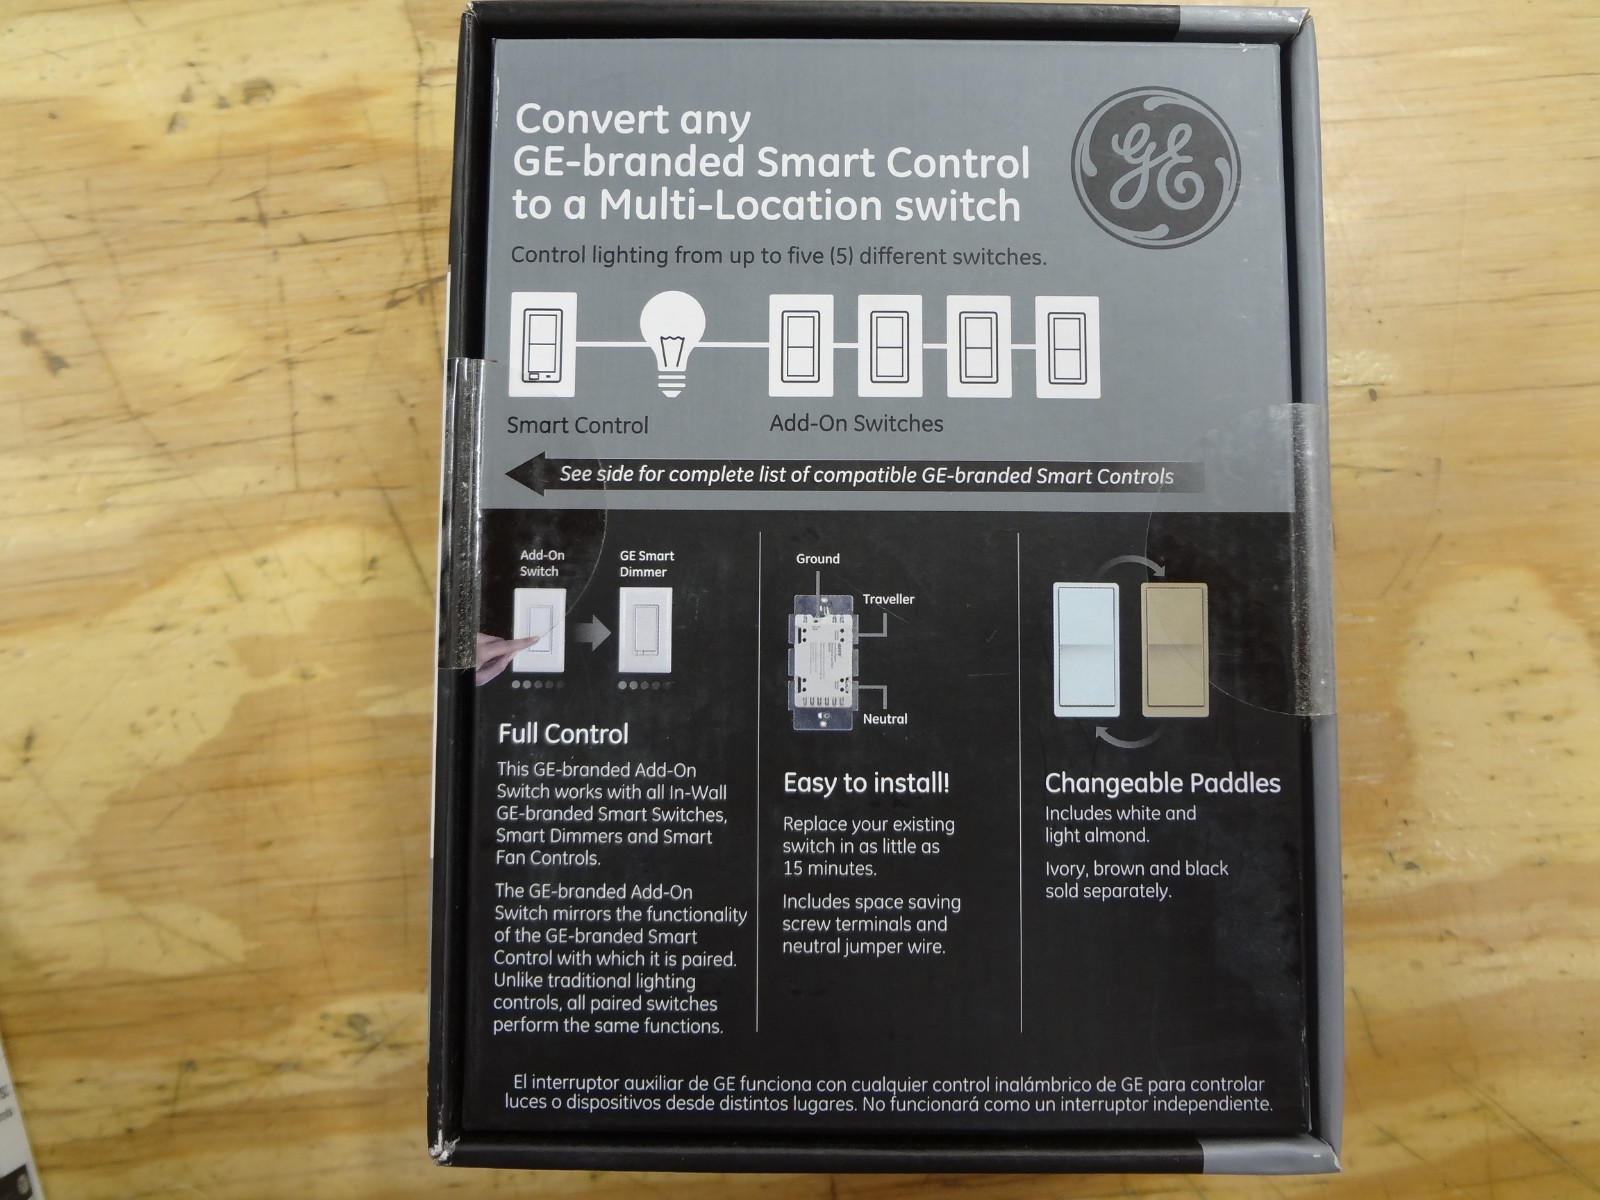 Convert any
GE-branded Smart Control
to a Multi-Location switch
GE
Control lighting from up to five (5) different switches.
Smart Control
Add-On Switches
See side for complete list of compatible GE-branded Smart Controls
Add-On
Switch
GE Smart
Dimmer
Full Control
This GE-branded Add-On
Switch works with all In-Wall
GE-branded Smart Switches,
Smart Dimmers and Smart
Fan Controls.
The GE-branded Add-On
Switch mirrors the functionality
of the GE-branded Smart
Control with which it is paired.
Unlike traditional lighting
controls, all paired switches
perform the same functions.
Ground
Traveller
Neutral
Easy to install!
Replace your existing
switch in as little as
15 minutes.
Includes space saving
screw terminals and
neutral jumper wire.
Changeable Paddles
Includes white and
light almond.
Ivory, brown and black
sold separately.
El interruptor auxiliar de GE funciona con cualquier control inalámbrico de GE para controlar
luces o dispositivos desde distintos lugares. No funcionará como un interruptor independiente.